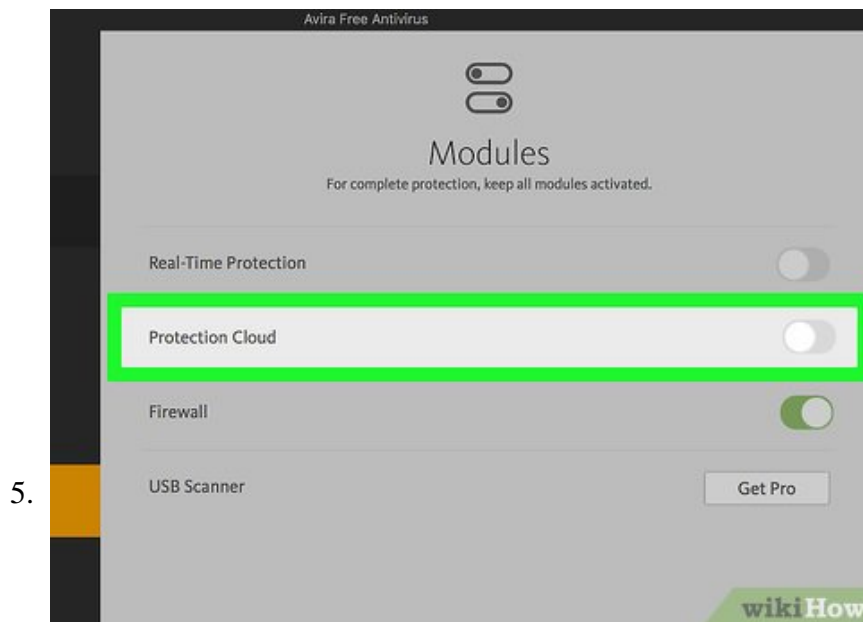 Avira Free Antivirus
Modules
For complete protection, keep all modules activated.
Real-Time Protection
Protection Cloud
Firewall
5.
USB Scanner
Get Pro
wikiHow